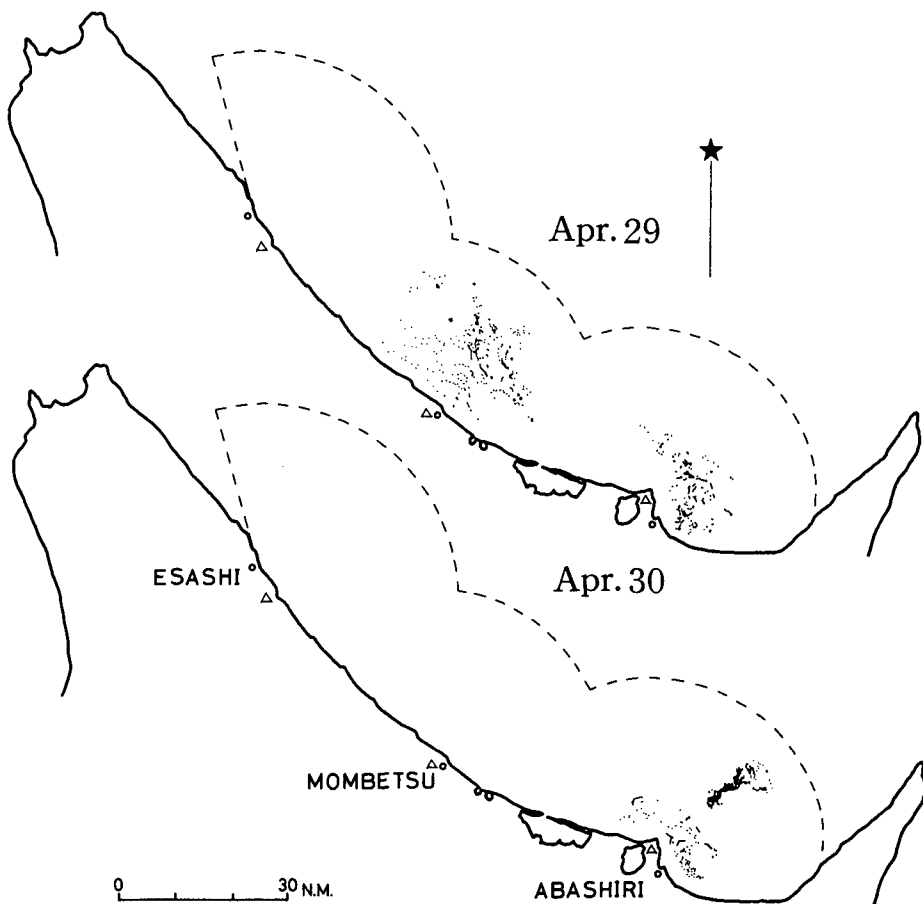 Apr. 29
Apr. 30
ESASHI
MOMBETSU
ABASHIRI
0 30 N.M.